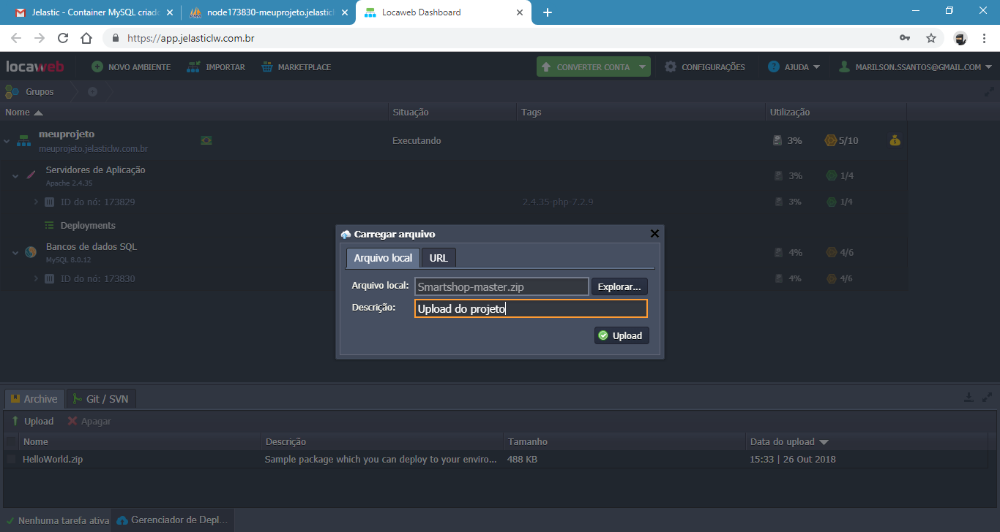 Jelastic - Container MySQL criado
node173830-meuprojeto.jelasticl
Locaweb Dashboard
https://app.jelasticlw.com.br
locaweb
NOVO AMBIENTE
IMPORTAR
MARKETPLACE
CONVERTER CONTA
CONFIGURAÇÕES
AJUDA
MARILSON.SSANTOS@GMAIL.COM
Grupos
Nome
Situação
Tags
Utilização
meuprojeto
meuprojeto.jelasticlw.com.br
Executando
3%
5/10
Servidores de Aplicação
Apache 2.4.35
3%
1/4
ID do nó: 173829
2.4.35-php-7.2.9
3%
1/4
Deployments
Bancos de dados SQL
MySQL 8.0.12
4%
4/6
ID do nó: 173830
4%
4/6
Carregar arquivo
Arquivo local
URL
Arquivo local:
Smartshop-master.zip
Explorar...
Descrição:
Upload do projeto
Upload
Archive
Git / SVN
Upload
Apagar
Nome
Descrição
Tamanho
Data do upload
HelloWorld.zip
Sample package which you can deploy to your enviro...
488 KB
15:33 | 26 Out 2018
Nenhuma tarefa ativa
Gerenciador de Depl...